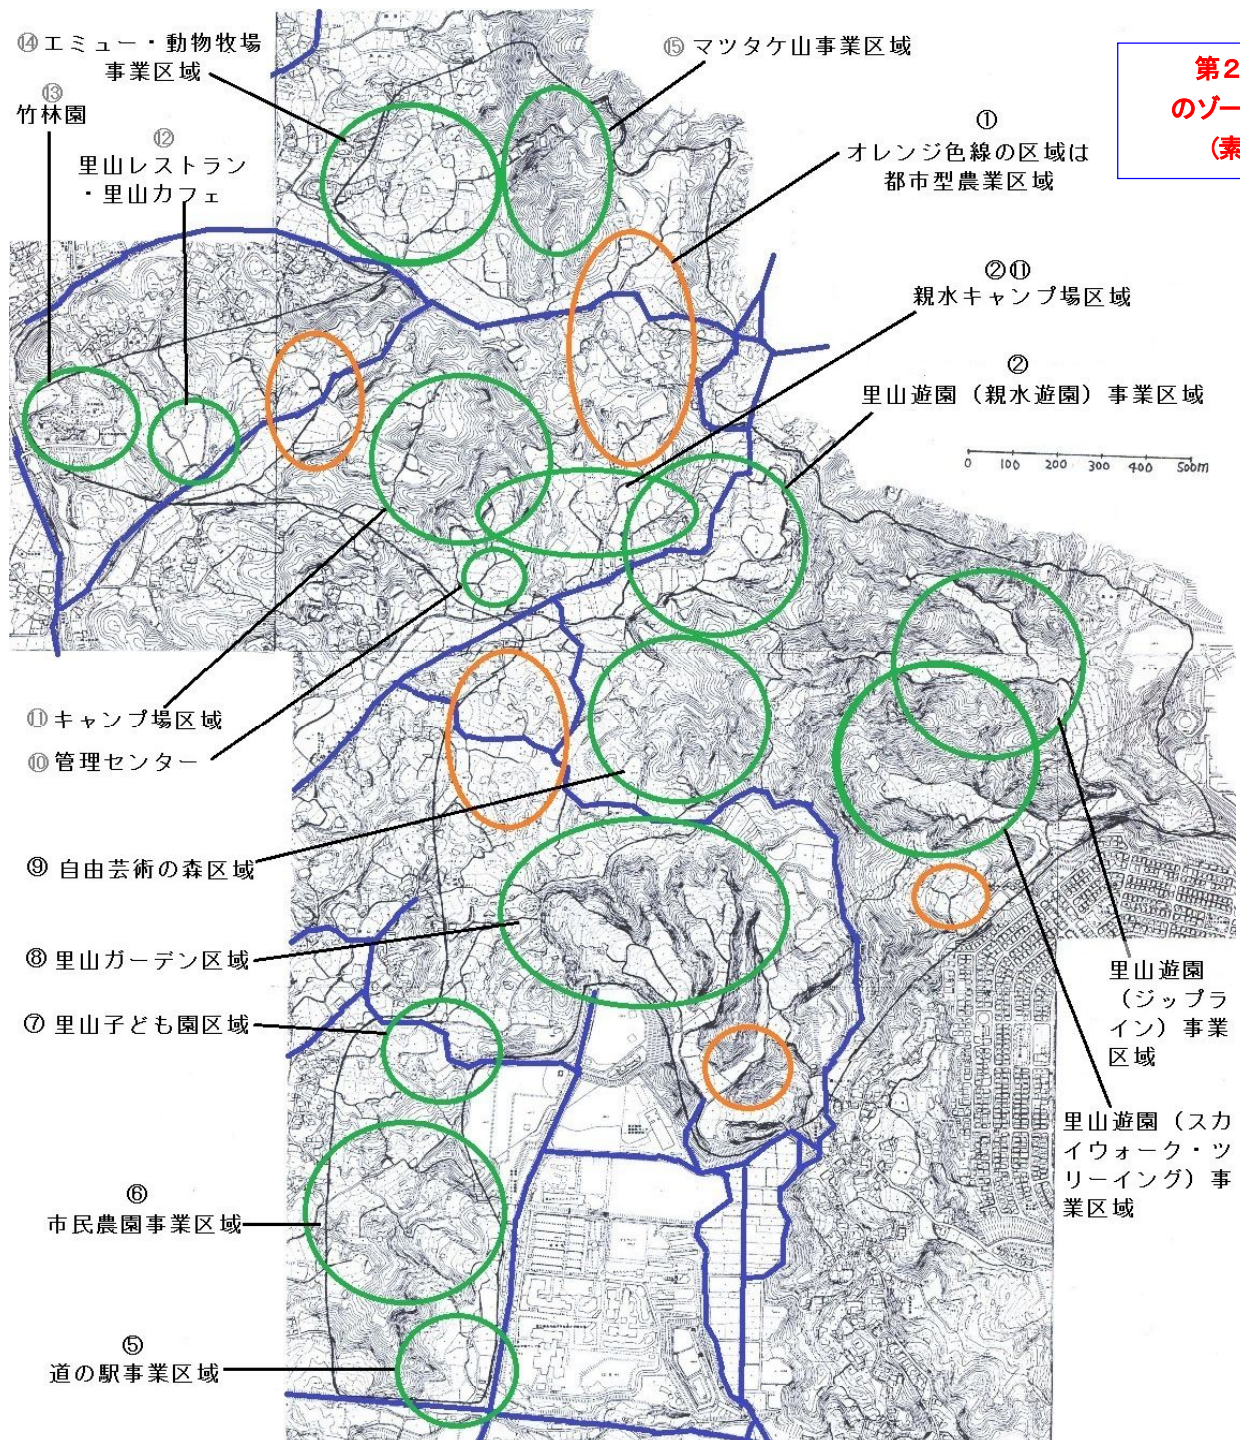 ⑭エミュー・動物牧場
事業区域
⑮マツタケ山事業区域
第2
のゾー
(素
⑬
竹林園
⑫
里山レストラン
・里山カフェ
①
オレンジ色線の区域は
都市型農業区域
②⑪
親水キャンプ場区域
②
里山遊園（親水遊園）事業区域
0 100 200 300 400 500m
⑪キャンプ場区域
⑩管理センター
⑨ 自由芸術の森区域
⑧ 里山ガーデン区域
⑦ 里山子ども園区域
里山遊園
（ジップラ
イン）事業
区域
里山遊園（スカ
イウォーク・ツ
リーイング）事
業区域
⑥
市民農園事業区域
⑤
道の駅事業区域